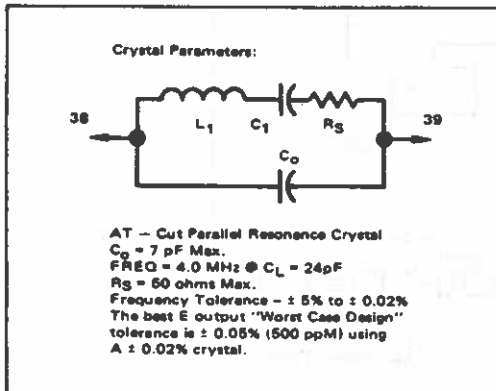 Crystal Parameters:
38 39
L1 C1 RS
Co
AT – Cut Parallel Resonance Crystal
Co = 7 pF Max.
FREQ = 4.0 MHz @ CL = 24pF
RS = 50 ohms Max.
Frequency Tolerance – ± 5% to ± 0.02%
The best E output "Worst Case Design"
tolerance is ± 0.05% (500 ppM) using
A ± 0.02% crystal.